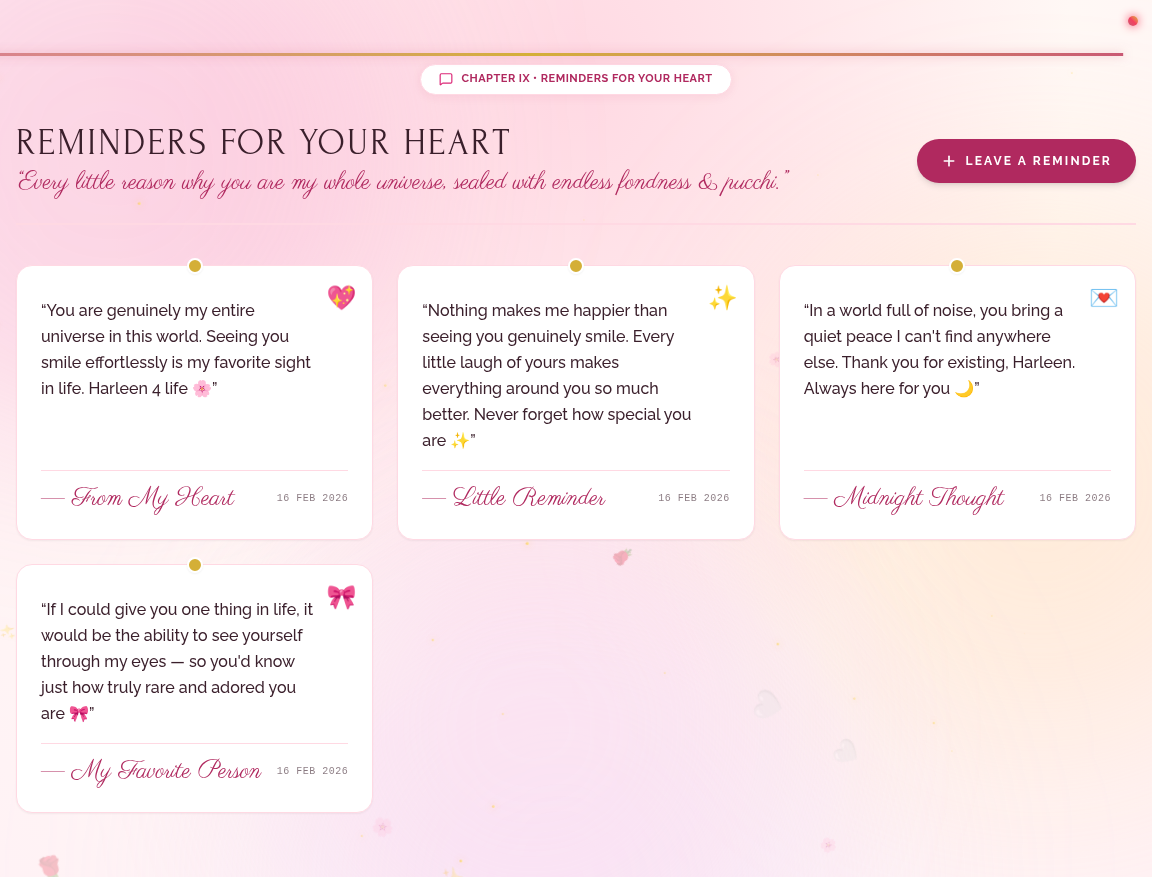 CHAPTER IX • REMINDERS FOR YOUR HEART
REMINDERS FOR YOUR HEART
“Every little reason why you are my whole universe, sealed with endless fondness & pucchi.”
+ LEAVE A REMINDER
“You are genuinely my entire
universe in this world. Seeing you
smile effortlessly is my favorite sight
in life. Harleen 4 life 🌸”
— From My Heart
16 FEB 2026
“Nothing makes me happier than
seeing you genuinely smile. Every
little laugh of yours makes
everything around you so much
better. Never forget how special you
are ✨”
— Little Reminder
16 FEB 2026
“In a world full of noise, you bring a
quiet peace I can't find anywhere
else. Thank you for existing, Harleen.
Always here for you 🌙”
— Midnight Thought
16 FEB 2026
“If I could give you one thing in life, it
would be the ability to see yourself
through my eyes — so you'd know
just how truly rare and adored you
are 🎀”
— My Favorite Person
16 FEB 2026